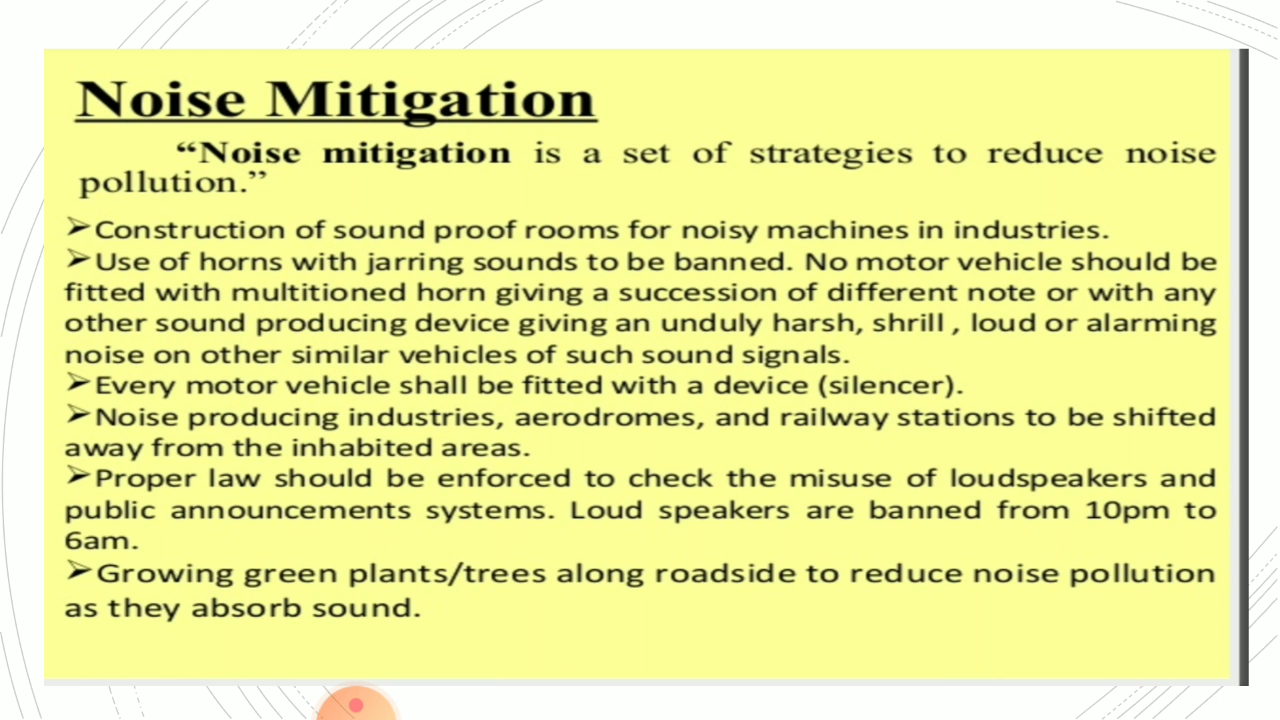 Noise Mitigation
“Noise mitigation is a set of strategies to reduce noise
pollution.”
➢Construction of sound proof rooms for noisy machines in industries.
➢Use of horns with jarring sounds to be banned. No motor vehicle should be
fitted with multitioned horn giving a succession of different note or with any
other sound producing device giving an unduly harsh, shrill , loud or alarming
noise on other similar vehicles of such sound signals.
➢Every motor vehicle shall be fitted with a device (silencer).
➢Noise producing industries, aerodromes, and railway stations to be shifted
away from the inhabited areas.
➢Proper law should be enforced to check the misuse of loudspeakers and
public announcements systems. Loud speakers are banned from 10pm to
6am.
➢Growing green plants/trees along roadside to reduce noise pollution
as they absorb sound.